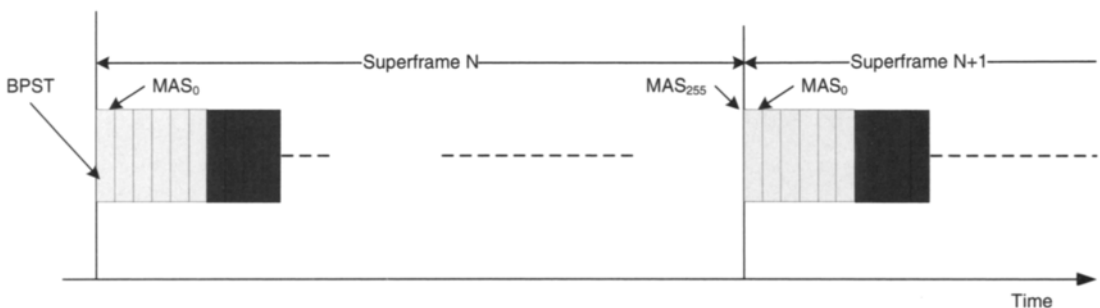 Superframe N
Superframe N+1
BPST
MAS₀
MAS₂₅₅
MAS₀
Time